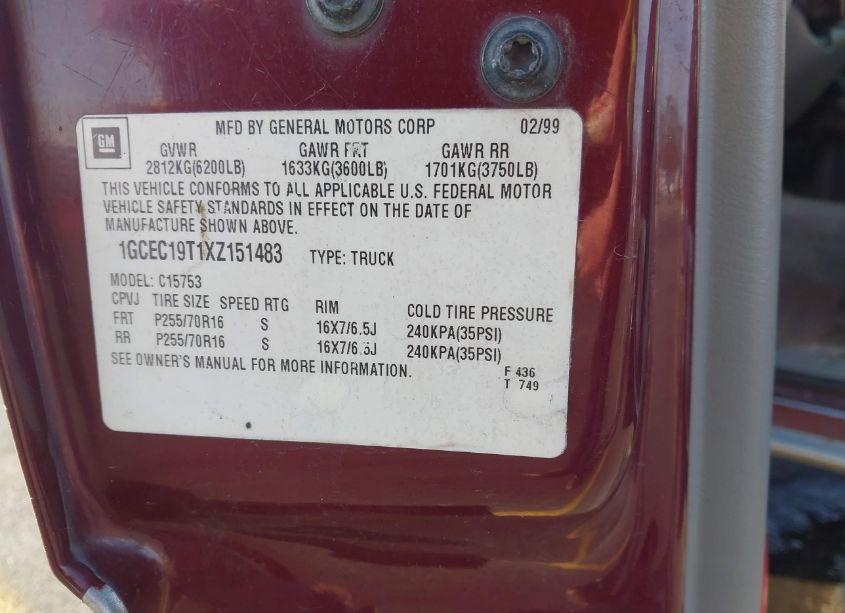 GM
MFD BY GENERAL MOTORS CORP 02/99
GVWR GAWR FRT GAWR RR
2812KG(6200LB) 1633KG(3600LB) 1701KG(3750LB)
THIS VEHICLE CONFORMS TO ALL APPLICABLE U.S. FEDERAL MOTOR
VEHICLE SAFETY STANDARDS IN EFFECT ON THE DATE OF
MANUFACTURE SHOWN ABOVE.
1GCEC19T1XZ151483 TYPE: TRUCK
MODEL: C15753
CPVJ TIRE SIZE SPEED RTG RIM COLD TIRE PRESSURE
FRT P255/70R16 S 16X7/6.5J 240KPA(35PSI)
RR P255/70R16 S 16X7/6.5J 240KPA(35PSI)
SEE OWNER'S MANUAL FOR MORE INFORMATION.
F 436
T 749